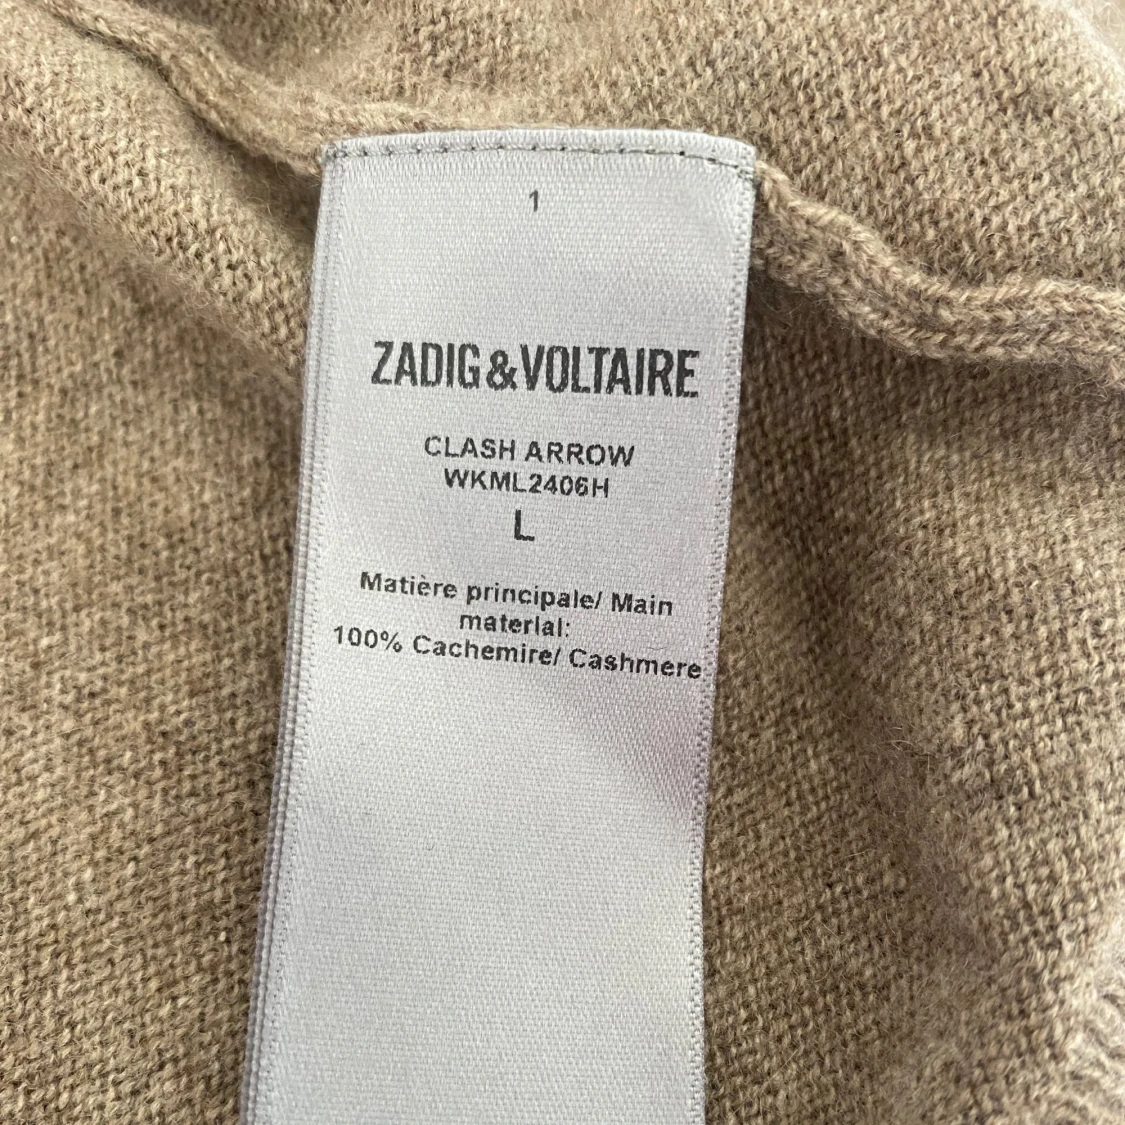 1
ZADIG&VOLTAIRE
CLASH ARROW
WKML2406H
L
Matière principale/ Main
material:
100% Cachemire/ Cashmere